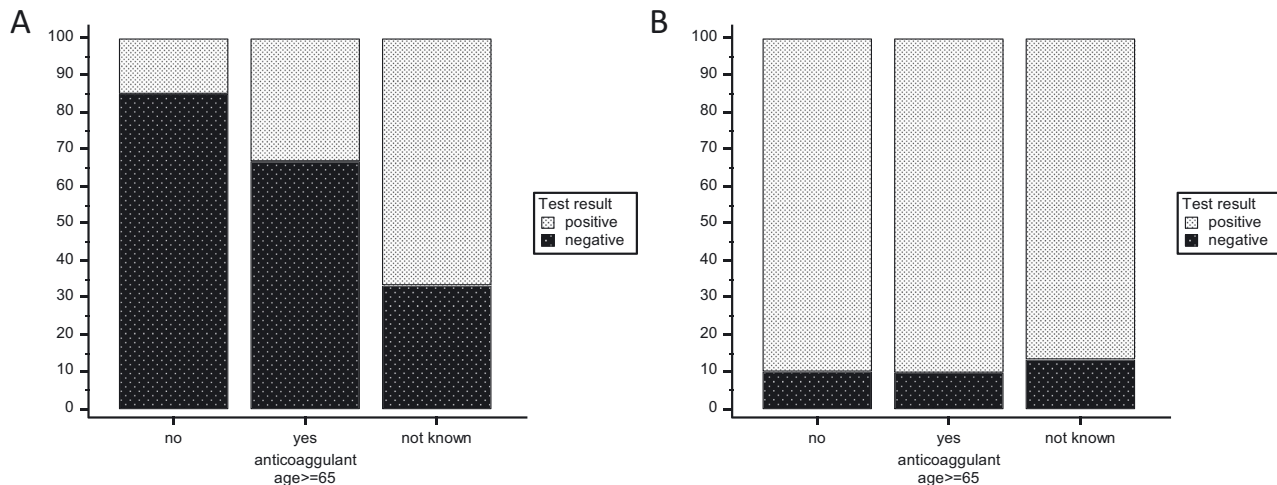 A
100
90
80
70
60
50
40
30
20
10
0
no
yes
not known
anticoaggulant
age>=65
Test result
positive
negative
B
100
90
80
70
60
50
40
30
20
10
0
no
yes
not known
anticoaggulant
age>=65
Test result
positive
negative